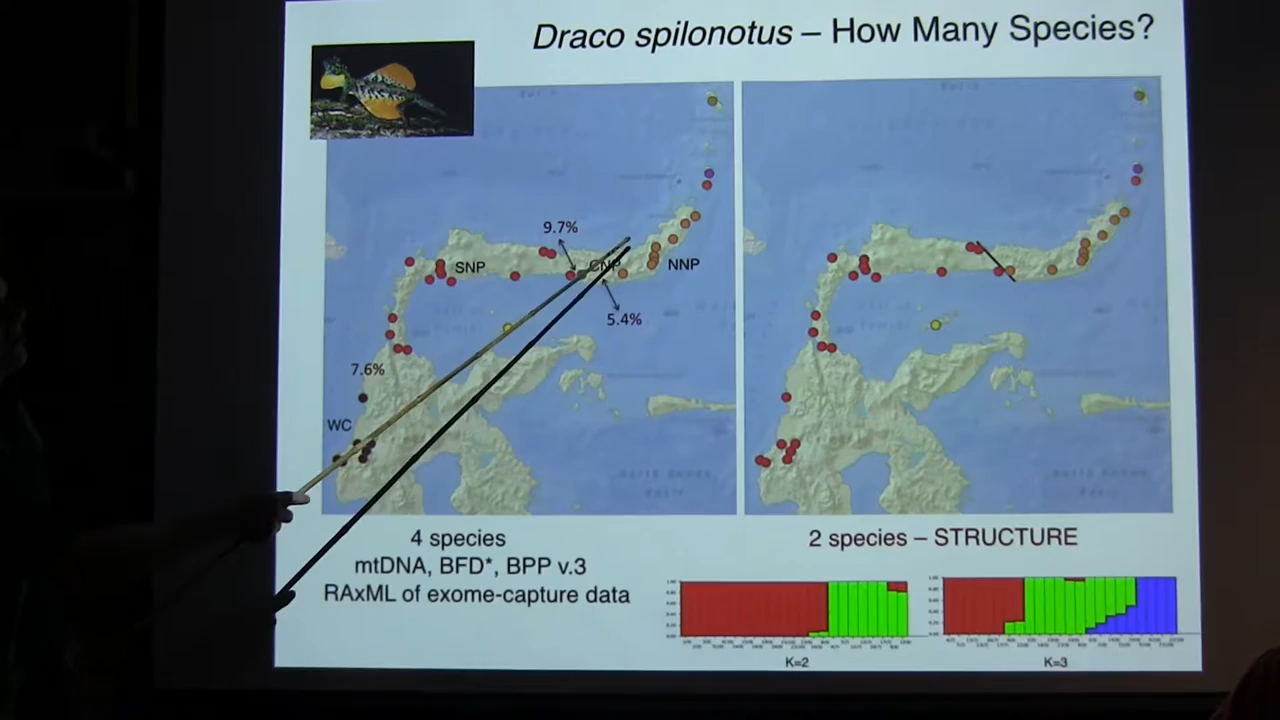 Draco spilonotus – How Many Species?
9.7%
SNP
CNP
NNP
5.4%
7.6%
WC
4 species
mtDNA, BFD*, BPP v.3
RAxML of exome-capture data
2 species – STRUCTURE
K=2
K=3